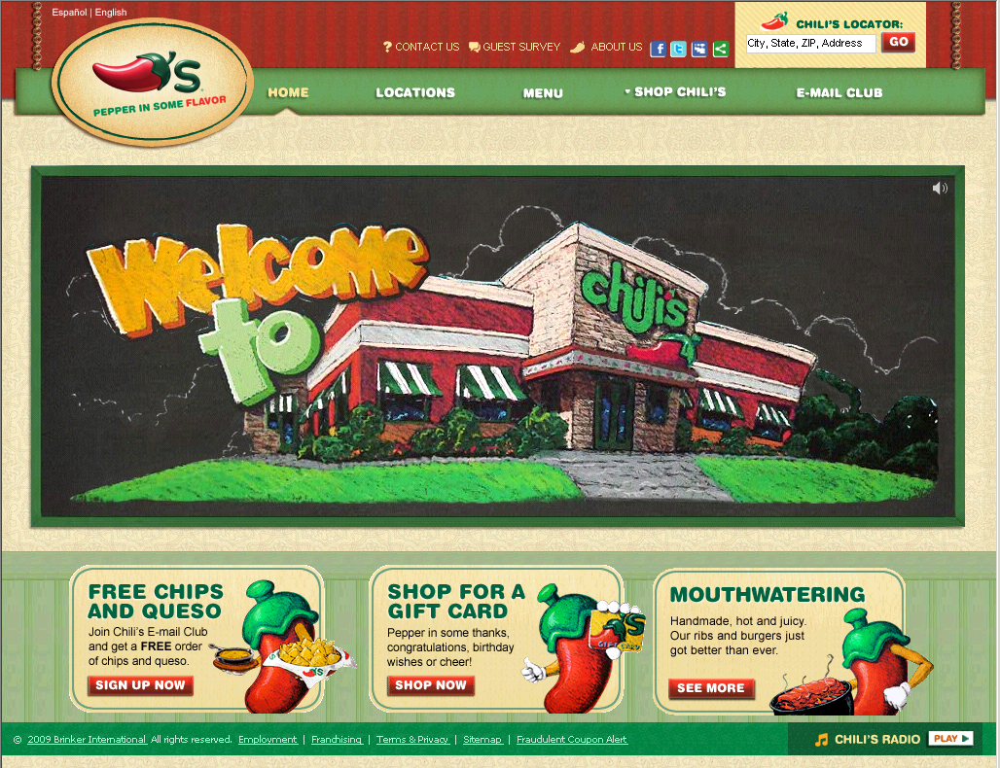 Español | English
CHILI'S LOCATOR:
City, State, ZIP, Address GO
CONTACT US GUEST SURVEY ABOUT US
'S
PEPPER IN SOME FLAVOR
HOME LOCATIONS MENU SHOP CHILI'S E-MAIL CLUB
Welcome
to
chili's
FREE CHIPS
AND QUESO
Join Chili's E-mail Club
and get a FREE order
of chips and queso.
SIGN UP NOW
SHOP FOR A
GIFT CARD
Pepper in some thanks,
congratulations, birthday
wishes or cheer!
SHOP NOW
'S
GIFT CARD
MOUTHWATERING
Handmade, hot and juicy.
Our ribs and burgers just
got better than ever.
SEE MORE
© 2009 Brinker International All rights reserved. Employment | Franchising | Terms & Privacy | Sitemap | Fraudulent Coupon Alert
CHILI'S RADIO PLAY